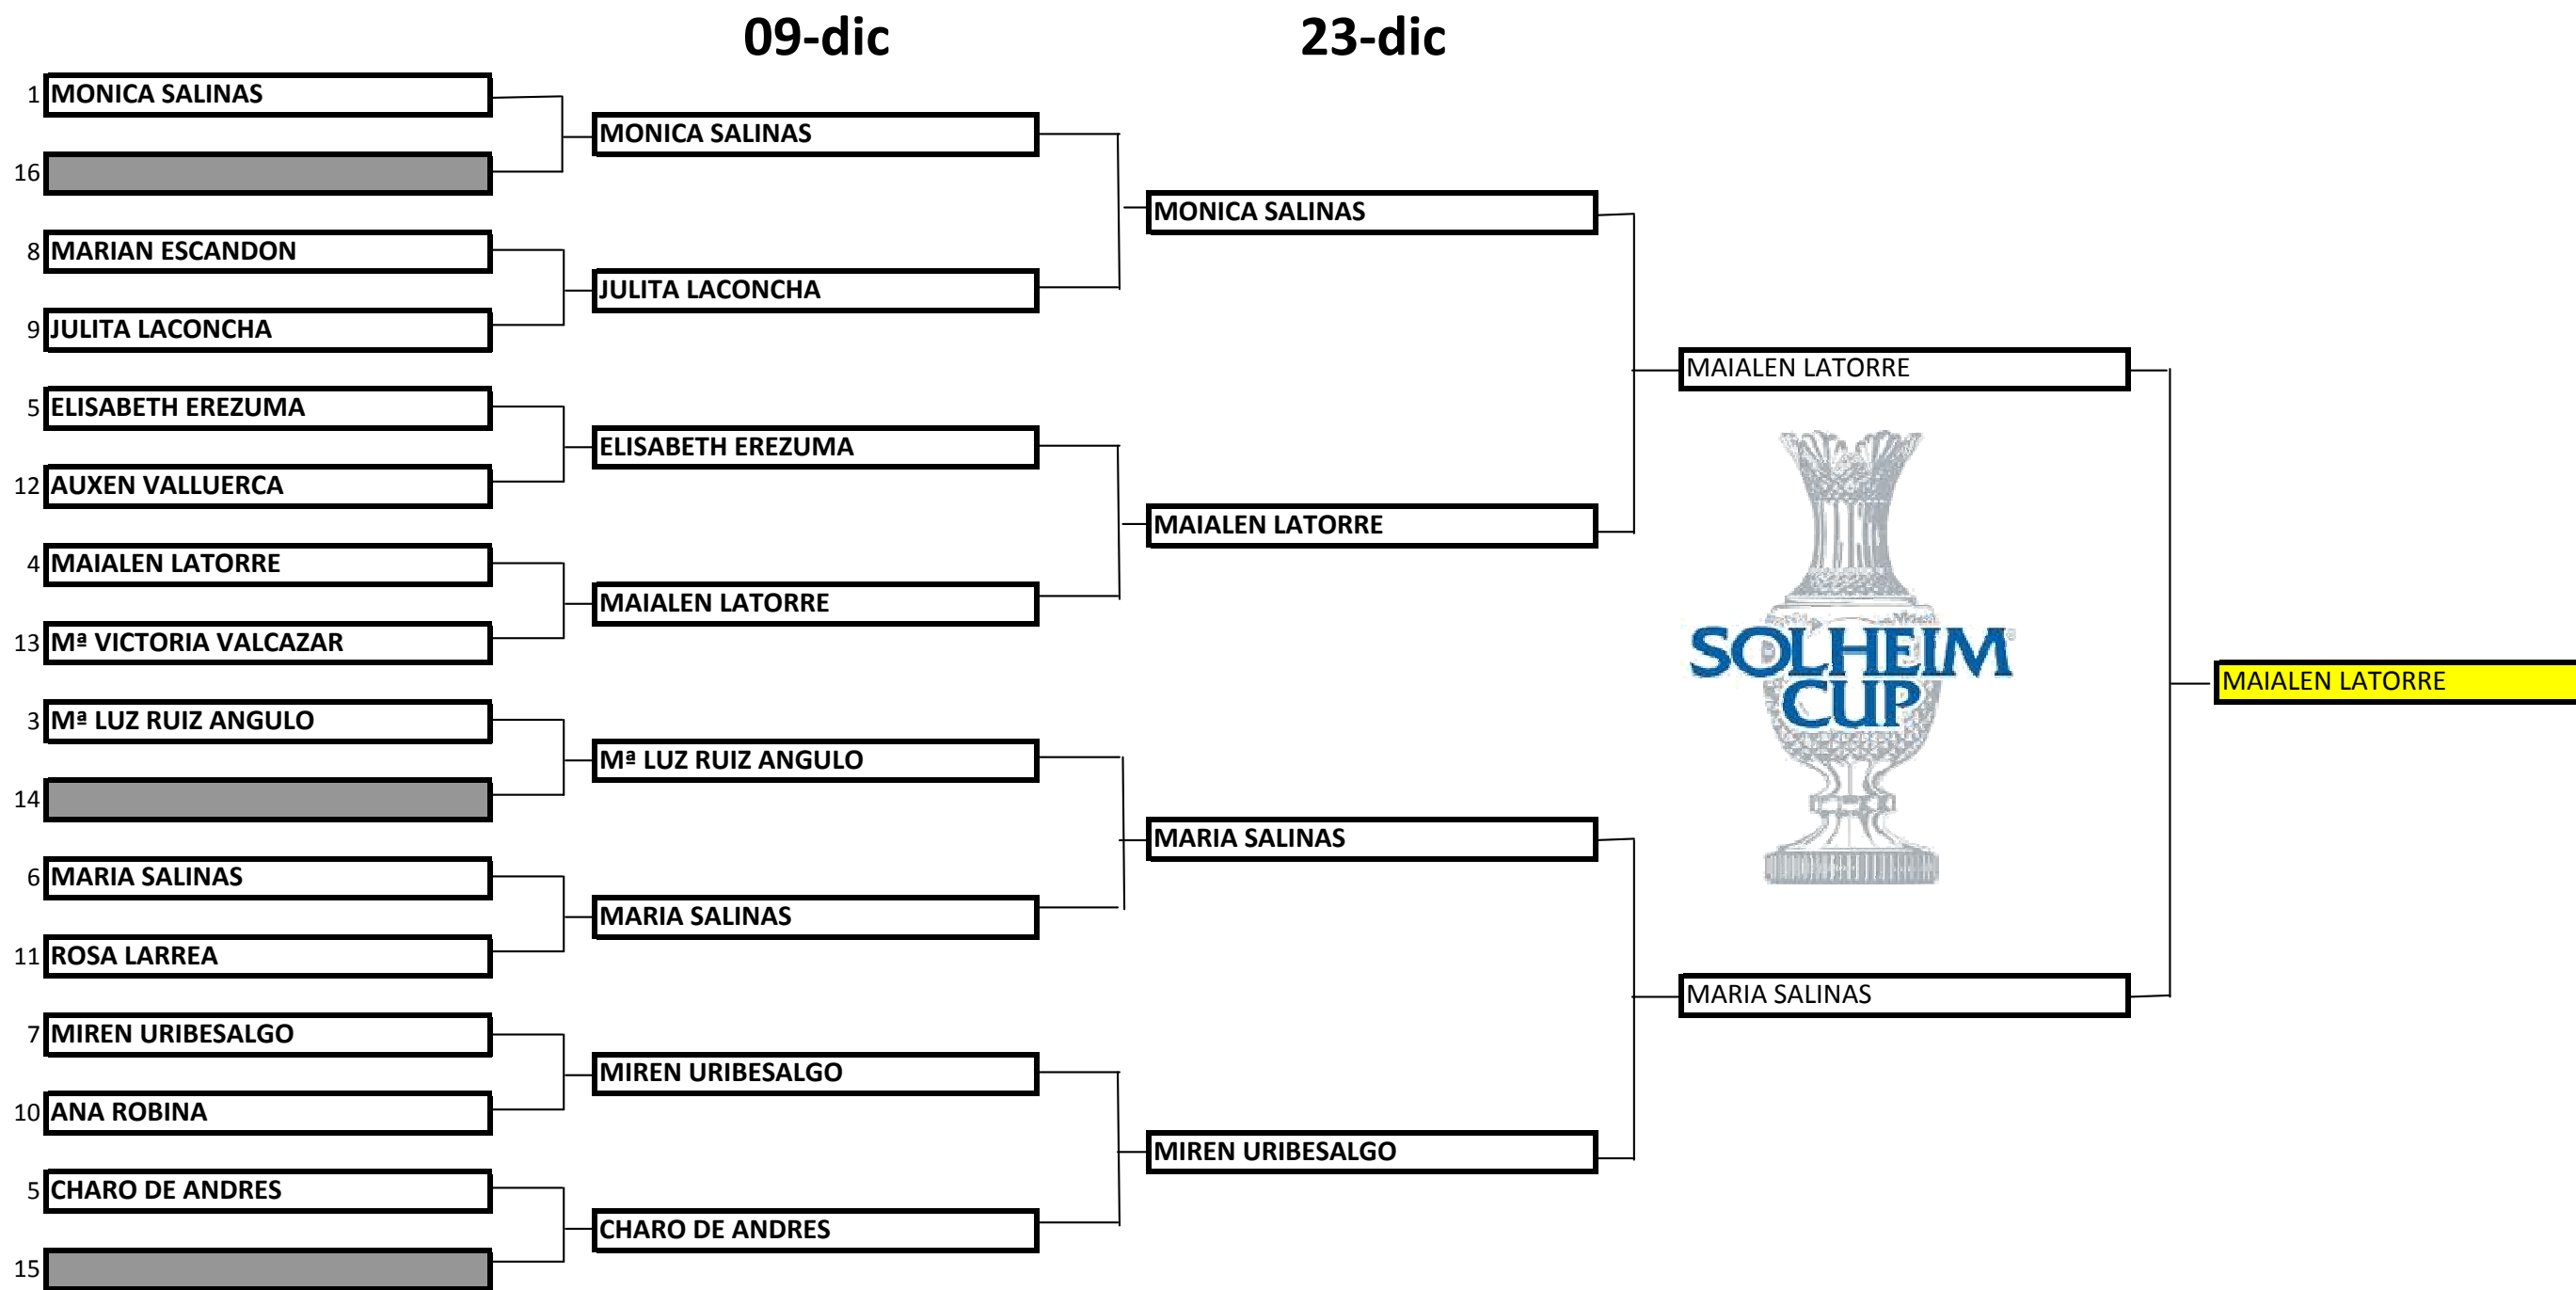 09-dic
23-dic
1 MONICA SALINAS
16
8 MARIAN ESCANDON
9 JULITA LACONCHA
5 ELISABETH EREZUMA
12 AUXEN VALLUERCA
4 MAIALEN LATORRE
13 Mª VICTORIA VALCAZAR
3 Mª LUZ RUIZ ANGULO
14
6 MARIA SALINAS
11 ROSA LARREA
7 MIREN URIBESALGO
10 ANA ROBINA
5 CHARO DE ANDRES
15
MONICA SALINAS
JULITA LACONCHA
ELISABETH EREZUMA
MAIALEN LATORRE
Mª LUZ RUIZ ANGULO
MARIA SALINAS
MIREN URIBESALGO
CHARO DE ANDRES
MONICA SALINAS
MAIALEN LATORRE
MARIA SALINAS
MIREN URIBESALGO
MAIALEN LATORRE
SOLHEIM®
CUP
MARIA SALINAS
MAIALEN LATORRE